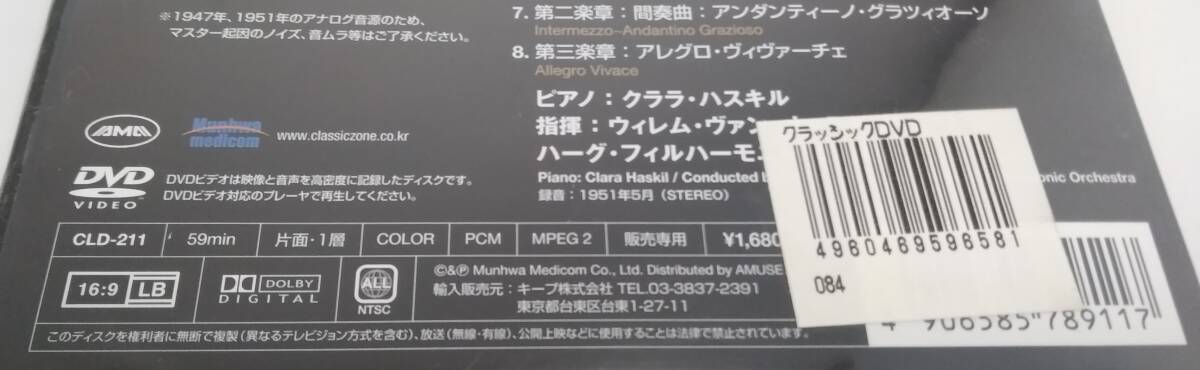 ※1947年、1951年のアナログ音源のため、
マスター起因のノイズ、音ムラ等はご了承ください。
7. 第二楽章：間奏曲：アンダンティーノ・グラツィオーソ
Intermezzo-Andantino Grazioso
8. 第三楽章：アレグロ・ヴィヴァーチェ
Allegro Vivace
ピアノ：クララ・ハスキル
指揮：ウィレム・ヴァン
ハーグ・フィルハーモ
Piano: Clara Haskil / Conducted b onic Orchestra
録音：1951年5月（STEREO）
AMA
Munhwa medicom
www.classiczone.co.kr
DVD VIDEO
DVDビデオは映像と音声を高密度に記録したディスクです。
DVDビデオ対応のプレーヤで再生してください。
クラッシックDVD
4980469596581
084
CLD-211 59min 片面・1層 COLOR PCM MPEG 2 販売専用 ¥1,680
16:9 LB
DOLBY DIGITAL
ALL NTSC
©&℗ Munhwa Medicom Co., Ltd. Distributed by AMUSE
輸入販売元：キープ株式会社 TEL.03-3837-2391
東京都台東区台東1-27-11
4 906585 789117
このディスクを権利者に無断で複製（異なるテレビジョン方式を含む）、放送（無線・有線）、公開上映などに使用することは法律で禁止されています。